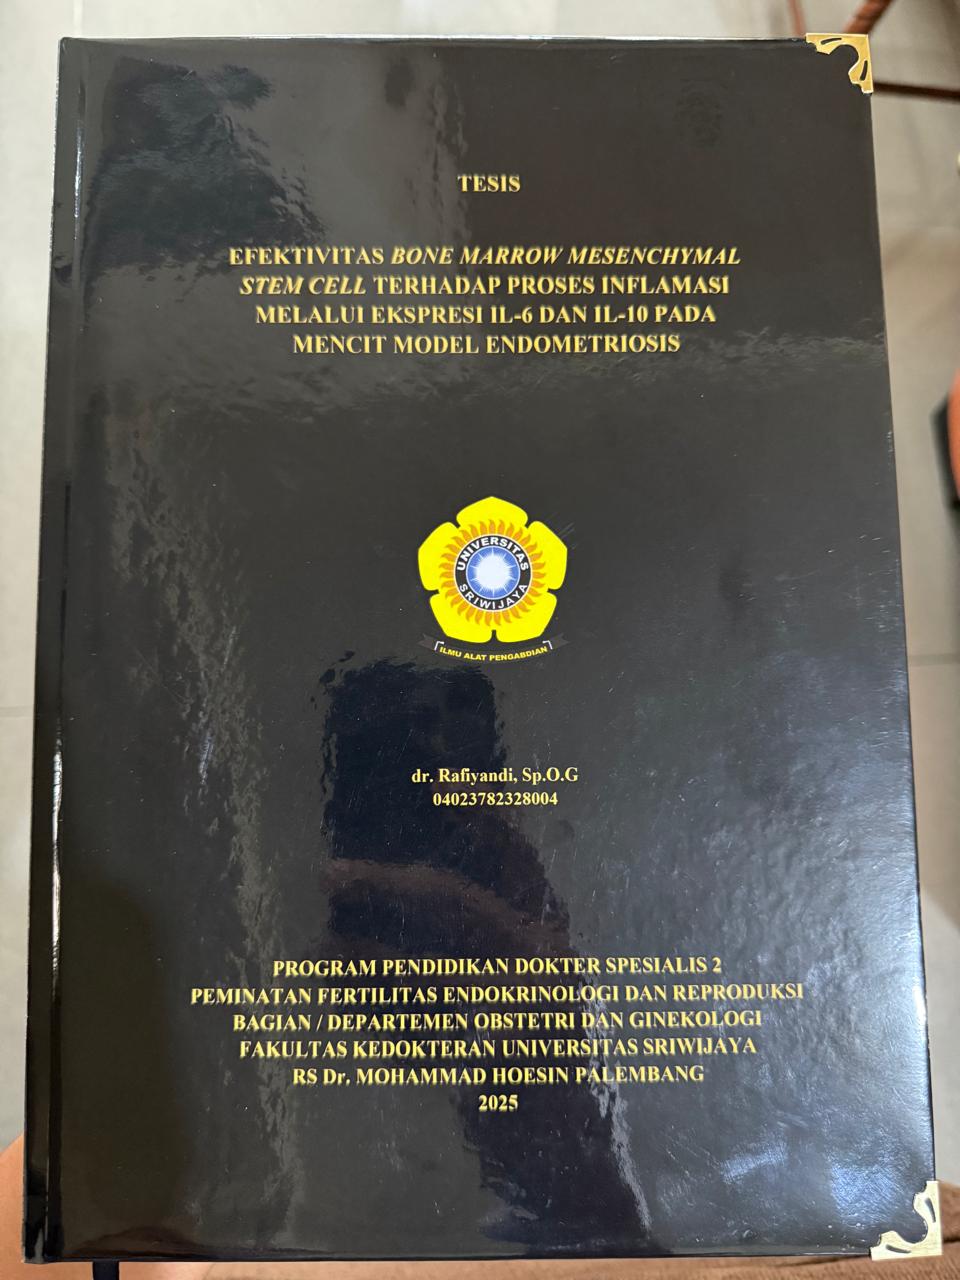 TESIS
EFEKTIVITAS BONE MARROW MESENCHYMAL
STEM CELL TERHADAP PROSES INFLAMASI
MELALUI EKSPRESI IL-6 DAN IL-10 PADA
MENCIT MODEL ENDOMETRIOSIS
UNIVERSITAS
SRIWIJAYA
ILMU ALAT PENGABDIAN
dr. Rafiyandi, Sp.O.G
04023782328004
PROGRAM PENDIDIKAN DOKTER SPESIALIS 2
PEMINATAN FERTILITAS ENDOKRINOLOGI DAN REPRODUKSI
BAGIAN / DEPARTEMEN OBSTETRI DAN GINEKOLOGI
FAKULTAS KEDOKTERAN UNIVERSITAS SRIWIJAYA
RS Dr. MOHAMMAD HOESIN PALEMBANG
2025